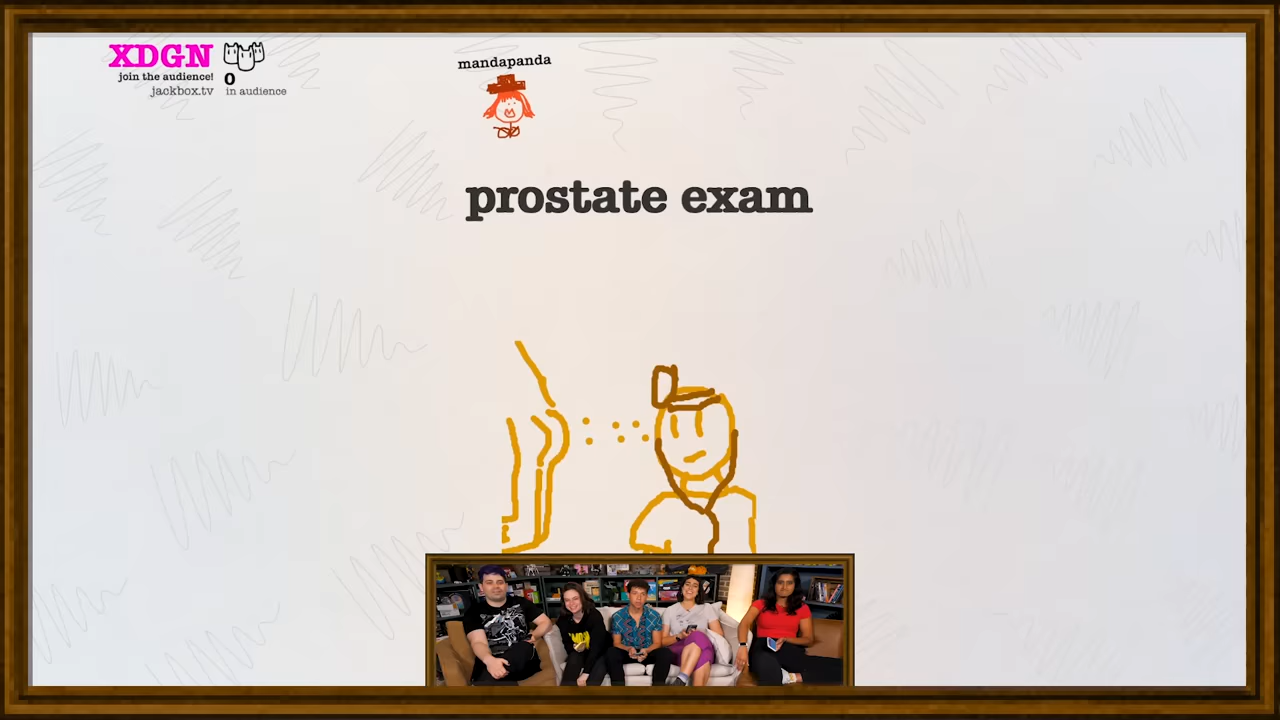 XDGN
join the audience!
jackbox.tv
0
in audience
mandapanda
prostate exam